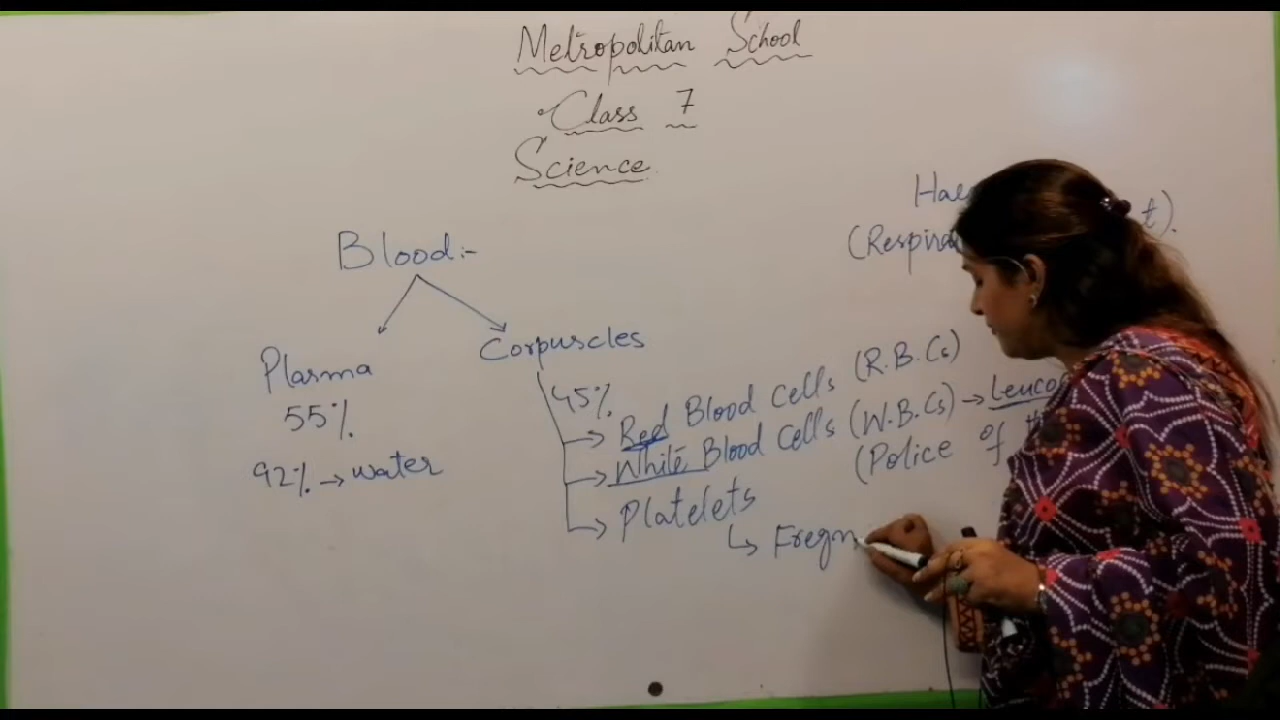 Metropolitan School
Class 7
Science
Blood:-
Plasma
55%
92% → water
Corpuscles
45%
→ Red Blood Cells (R.B.Cs)
→ White Blood Cells (W.B.Cs) →
(Police of
→ Platelets
↳